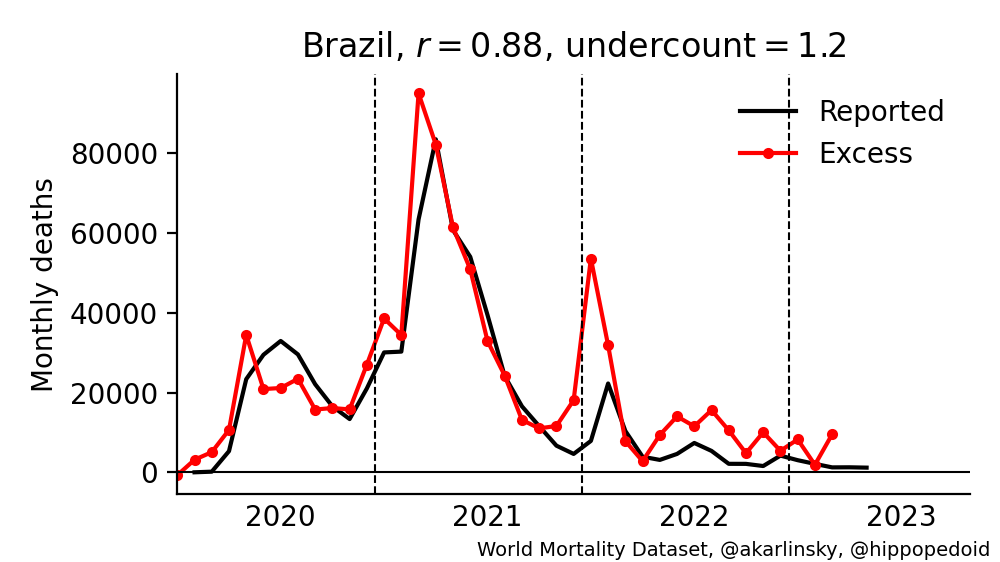 Brazil, r = 0.88, undercount = 1.2
Reported
Excess
Monthly deaths
80000
60000
40000
20000
0
2020 2021 2022 2023
World Mortality Dataset, @akarlinsky, @hippopedoid